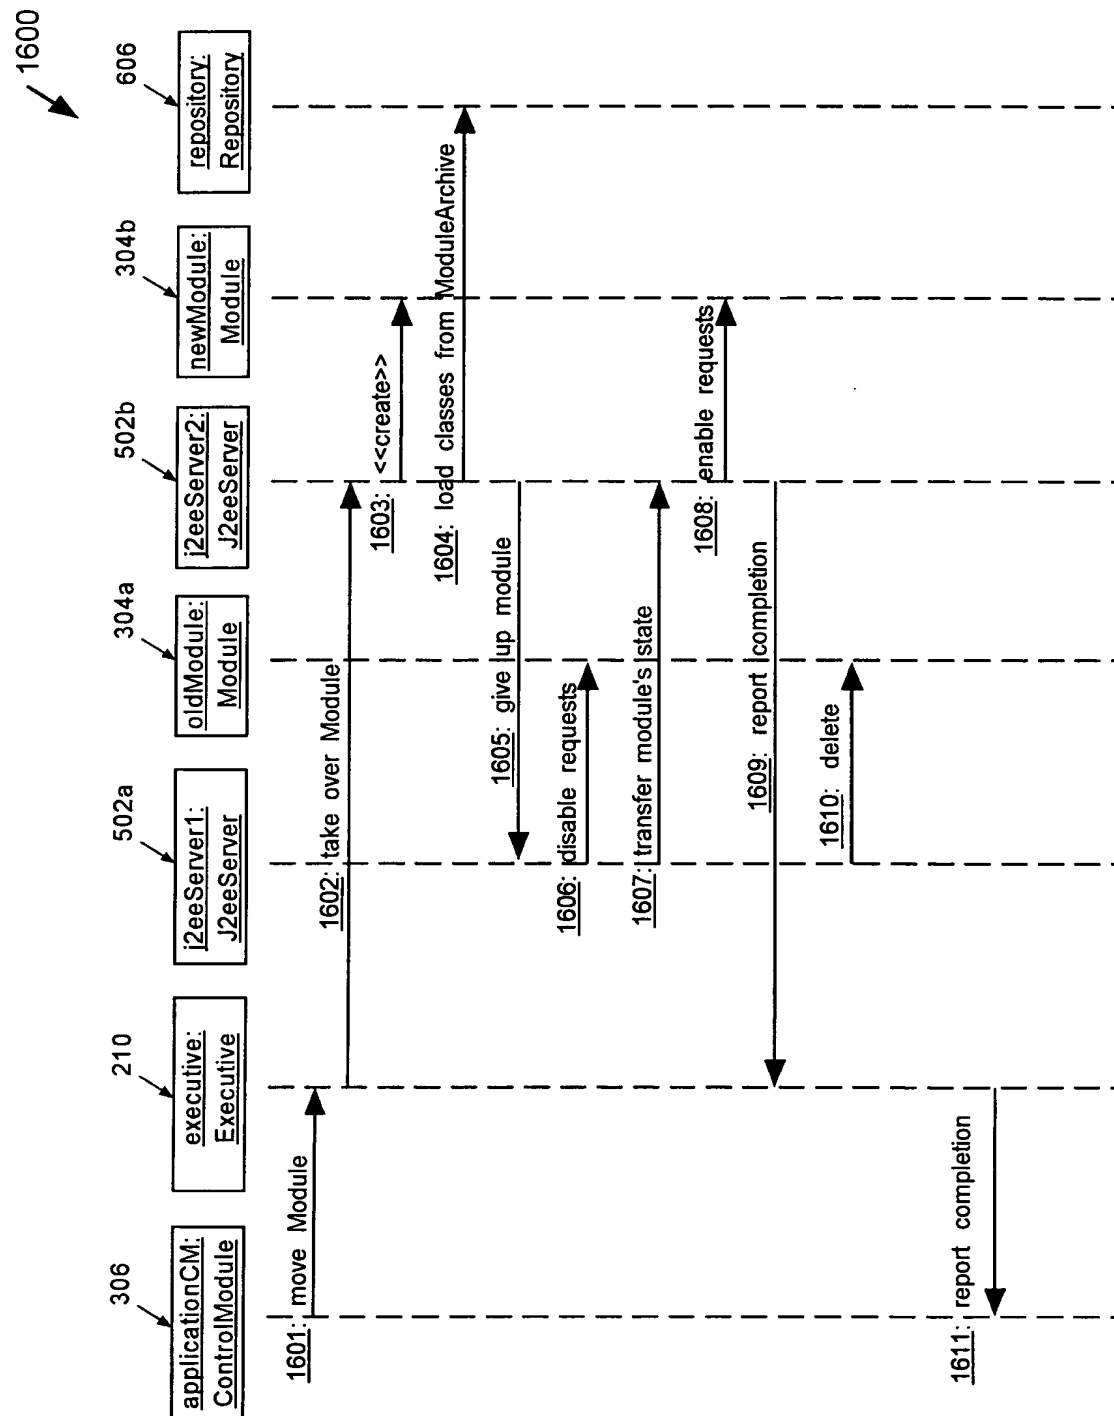 1600
306
210
502a
304a
502b
304b
606
applicationCM:
ControlModule
executive:
Executive
j2eeServer1:
J2eeServer
oldModule:
Module
j2eeServer2:
J2eeServer
newModule:
Module
repository:
Repository
1601: move Module
1602: take over Module
1603: <<create>>
1604: load classes from ModuleArchive
1605: give up module
1606: disable requests
1607: transfer module's state
1608: enable requests
1609: report completion
1610: delete
1611: report completion